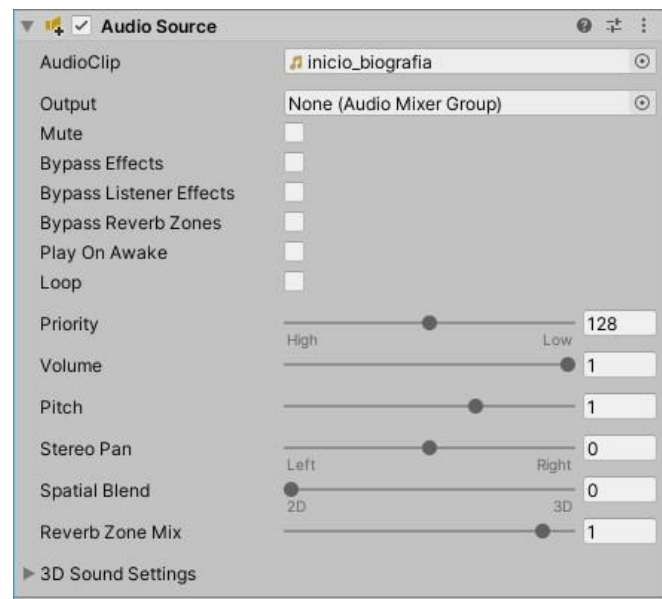 Audio Source
AudioClip inicio_biografia
Output None (Audio Mixer Group)
Mute
Bypass Effects
Bypass Listener Effects
Bypass Reverb Zones
Play On Awake
Loop
Priority 128
High Low
Volume 1
Pitch 1
Stereo Pan 0
Left Right
Spatial Blend 0
2D 3D
Reverb Zone Mix 1
3D Sound Settings